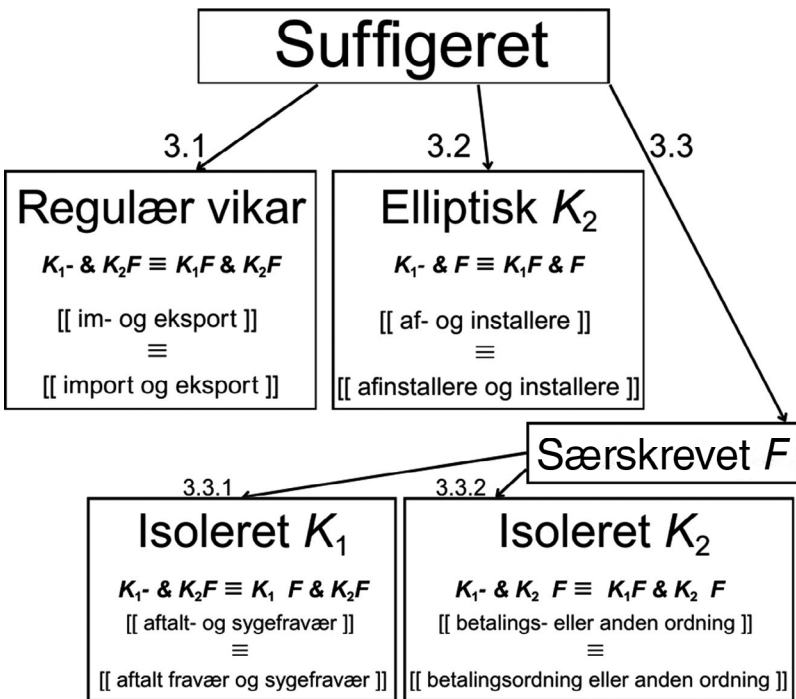 Suffigeret
3.1
3.2
3.3
Regulær vikar
K₁- & K₂F ≡ K₁F & K₂F
[[ im- og eksport ]]
≡
[[ import og eksport ]]
Elliptisk K₂
K₁- & F ≡ K₁F & F
[[ af- og installere ]]
≡
[[ afinstallere og installere ]]
Særskrevet F
3.3.1
3.3.2
Isoleret K₁
K₁- & K₂F ≡ K₁ F & K₂F
[[ aftalt- og sygefravær ]]
≡
[[ aftalt fravær og sygefravær ]]
Isoleret K₂
K₁- & K₂ F ≡ K₁F & K₂ F
[[ betalings- eller anden ordning ]]
≡
[[ betalingsordning eller anden ordning ]]